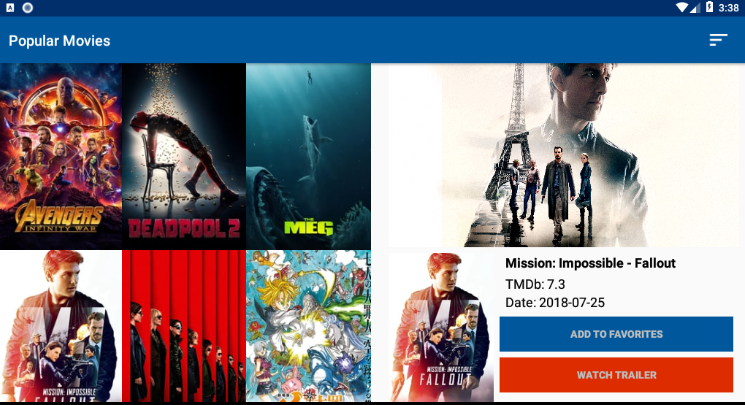 A
3:38
Popular Movies
AVENGERS
INFINITY WAR
DEADPOOL 2
THE
MEG
MISSION: IMPOSSIBLE
FALLOUT
Mission: Impossible - Fallout
TMDb: 7.3
Date: 2018-07-25
ADD TO FAVORITES
WATCH TRAILER
MISSION: IMPOSSIBLE
FALLOUT